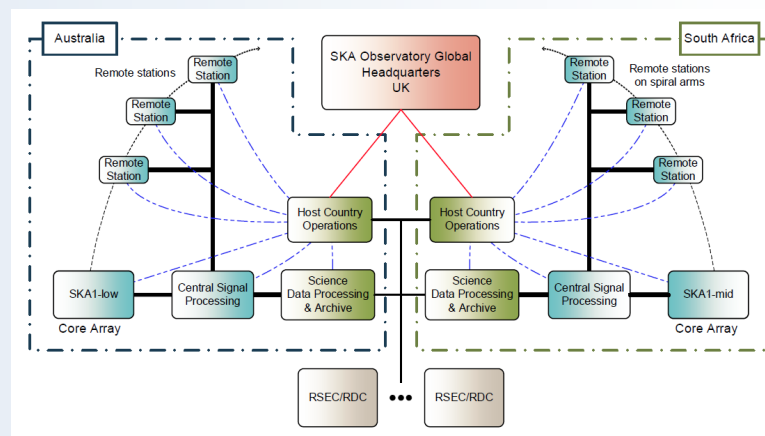 Australia
South Africa
SKA Observatory Global
Headquarters
UK
Remote
Station
Remote stations
Remote
Station
Remote
Station
Remote
Station
Remote stations
on spiral arms
Remote
Station
Remote
Station
Host Country
Operations
Host Country
Operations
SKA1-low
Central Signal
Processing
Science
Data Processing
& Archive
Science
Data Processing
& Archive
Central Signal
Processing
SKA1-mid
Core Array
Core Array
RSEC/RDC
RSEC/RDC